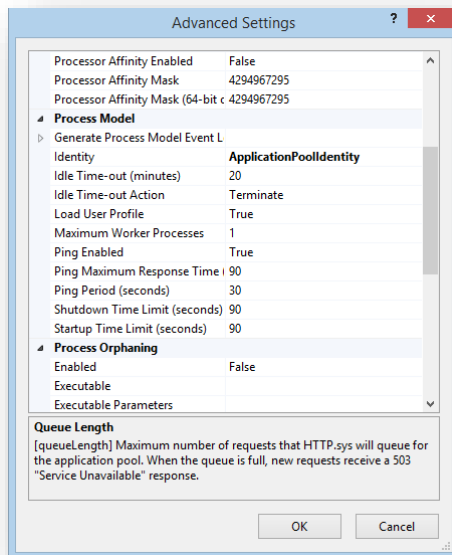 Advanced Settings
? ×
Processor Affinity Enabled False
Processor Affinity Mask 4294967295
Processor Affinity Mask (64-bit c 4294967295
Process Model
Generate Process Model Event L
Identity ApplicationPoolIdentity
Idle Time-out (minutes) 20
Idle Time-out Action Terminate
Load User Profile True
Maximum Worker Processes 1
Ping Enabled True
Ping Maximum Response Time ( 90
Ping Period (seconds) 30
Shutdown Time Limit (seconds) 90
Startup Time Limit (seconds) 90
Process Orphaning
Enabled False
Executable
Executable Parameters
Queue Length
[queueLength] Maximum number of requests that HTTP.sys will queue for
the application pool. When the queue is full, new requests receive a 503
"Service Unavailable" response.
OK Cancel